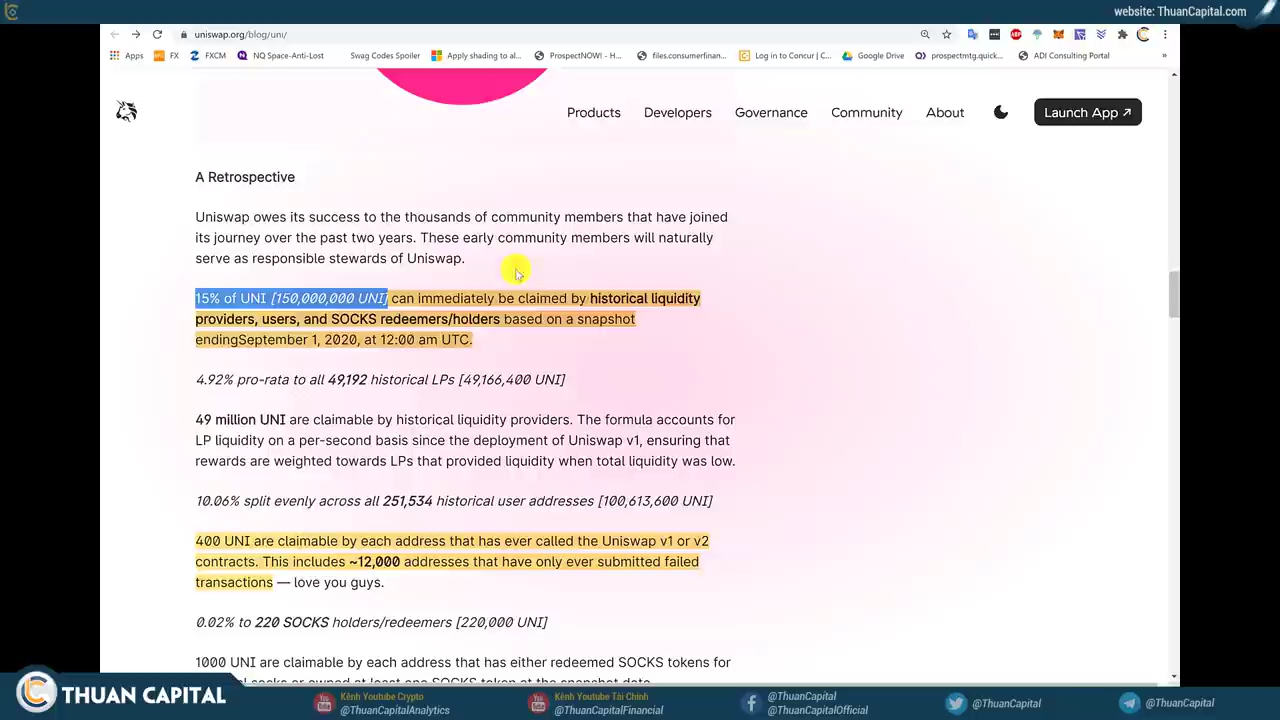 website: ThuanCapital.com
uniswap.org/blog/uni/
Apps FX FXCM NQ Space-Anti-Lost Swag Codes Spoiler Apply shading to al... ProspectNOW! - H... files.consumerfinan... Log in to Concur | C... Google Drive prospectmtg.quick... ADI Consulting Portal »
Products Developers Governance Community About Launch App ↗
A Retrospective
Uniswap owes its success to the thousands of community members that have joined
its journey over the past two years. These early community members will naturally
serve as responsible stewards of Uniswap.
15% of UNI [150,000,000 UNI] can immediately be claimed by historical liquidity
providers, users, and SOCKS redeemers/holders based on a snapshot
endingSeptember 1, 2020, at 12:00 am UTC.
4.92% pro-rata to all 49,192 historical LPs [49,166,400 UNI]
49 million UNI are claimable by historical liquidity providers. The formula accounts for
LP liquidity on a per-second basis since the deployment of Uniswap v1, ensuring that
rewards are weighted towards LPs that provided liquidity when total liquidity was low.
10.06% split evenly across all 251,534 historical user addresses [100,613,600 UNI]
400 UNI are claimable by each address that has ever called the Uniswap v1 or v2
contracts. This includes ~12,000 addresses that have only ever submitted failed
transactions — love you guys.
0.02% to 220 SOCKS holders/redeemers [220,000 UNI]
1000 UNI are claimable by each address that has either redeemed SOCKS tokens for
THUAN CAPITAL
Kênh Youtube Crypto
@ThuanCapitalAnalytics
Kênh Youtube Tài Chính
@ThuanCapitalFinancial
@ThuanCapital
@ThuanCapitalOfficial
@ThuanCapital
@ThuanCapital